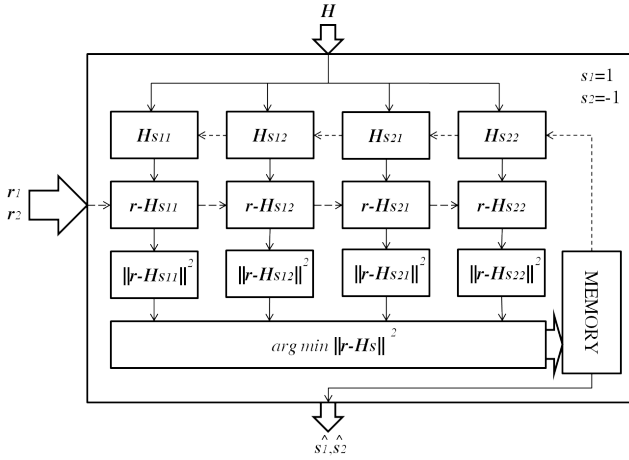 H
s1=1
s2=-1
Hs11
Hs12
Hs21
Hs22
r1
r2
r-Hs11
r-Hs12
r-Hs21
r-Hs22
||r-Hs11||²
||r-Hs12||²
||r-Hs21||²
||r-Hs22||²
arg min ||r-Hs||²
MEMORY
ŝ1,ŝ2